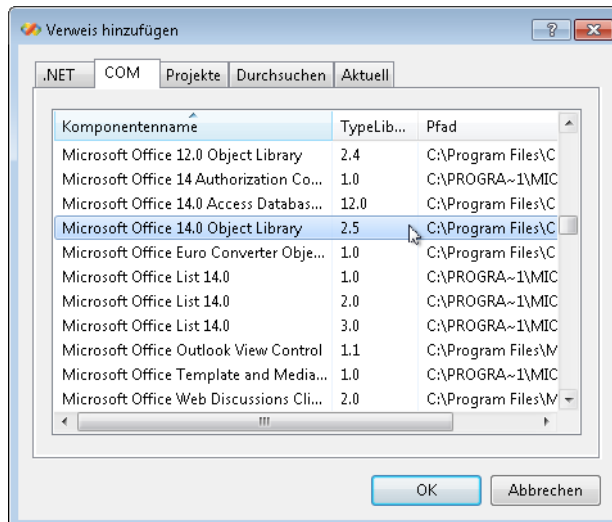 Verweis hinzufügen
.NET COM Projekte Durchsuchen Aktuell
Komponentenname TypeLib... Pfad
Microsoft Office 12.0 Object Library 2.4 C:\Program Files\C
Microsoft Office 14 Authorization Co... 1.0 C:\PROGRA~1\MIC
Microsoft Office 14.0 Access Databas... 12.0 C:\Program Files\C
Microsoft Office 14.0 Object Library 2.5 C:\Program Files\C
Microsoft Office Euro Converter Obje... 1.0 C:\Program Files\C
Microsoft Office List 14.0 1.0 C:\PROGRA~1\MIC
Microsoft Office List 14.0 2.0 C:\PROGRA~1\MIC
Microsoft Office List 14.0 3.0 C:\PROGRA~1\MIC
Microsoft Office Outlook View Control 1.1 C:\Program Files\M
Microsoft Office Template and Media... 1.0 C:\PROGRA~1\MIC
Microsoft Office Web Discussions Cli... 2.0 C:\Program Files\M
OK Abbrechen